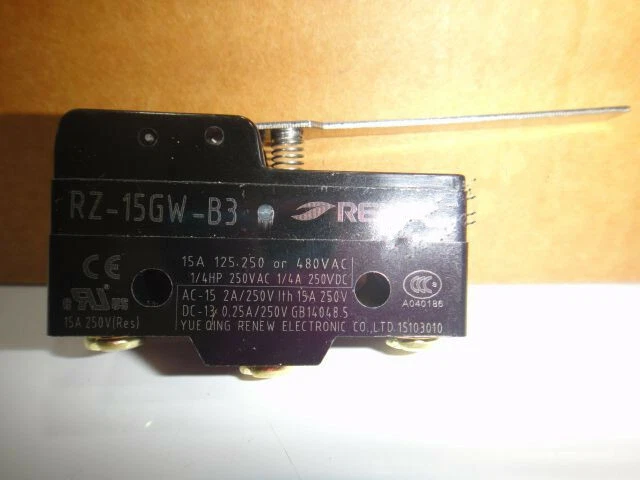 RZ-15GW-B3 RE
CE
15A 250V(Res)
15A 125.250 or 480VAC
1/4HP 250VAC 1/4A 250VDC
AC-15 2A/250V Ith 15A 250V
DC-13 0.25A/250V GB14048.5
YUE QING RENEW ELECTRONIC CO.,LTD. 15103010
CCC
A040186